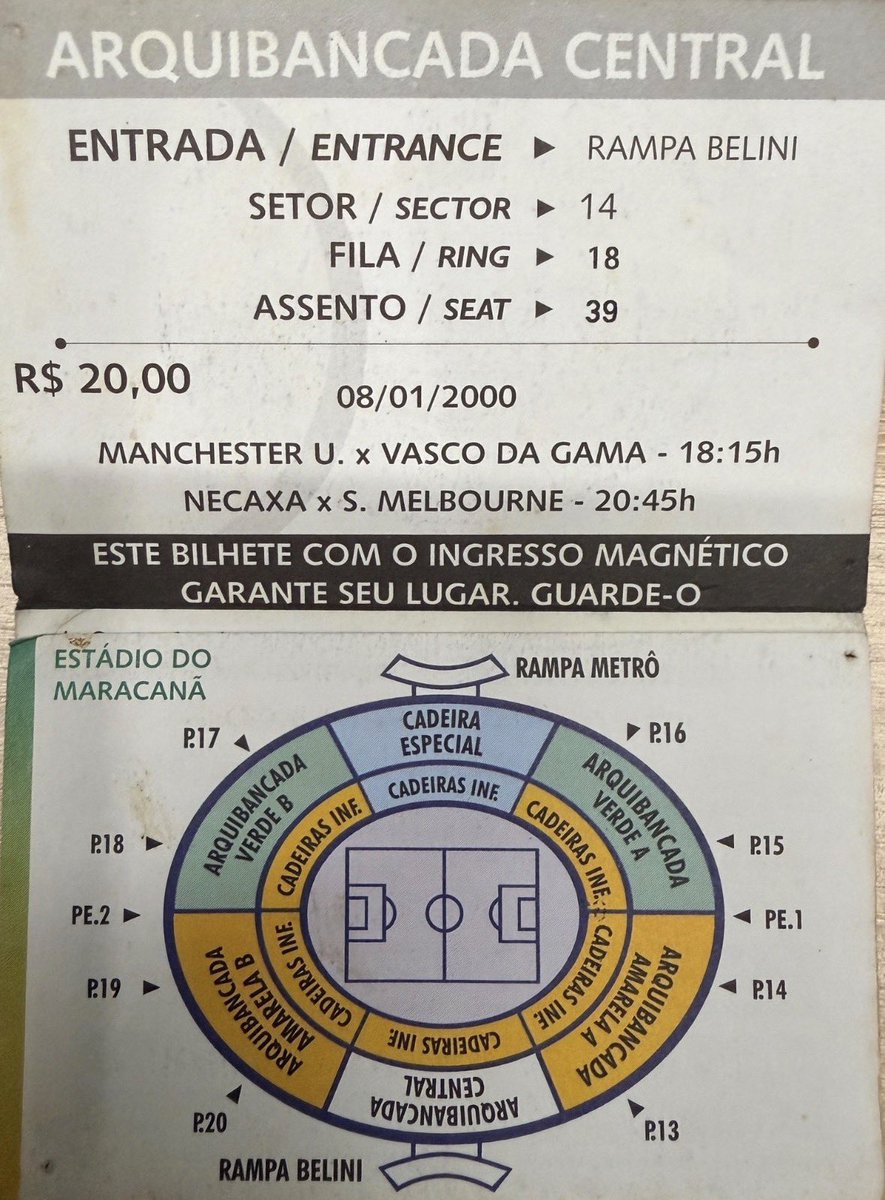 ARQUIBANCADA CENTRAL
ENTRADA / ENTRANCE ► RAMPA BELINI
SETOR / SECTOR ► 14
FILA / RING ► 18
ASSENTO / SEAT ► 39
R$ 20,00
08/01/2000
MANCHESTER U. x VASCO DA GAMA - 18:15h
NECAXA x S. MELBOURNE - 20:45h
ESTE BILHETE COM O INGRESSO MAGNÉTICO
GARANTE SEU LUGAR. GUARDE-O
ESTÁDIO DO
MARACANÃ
RAMPA METRÔ
P.17
CADEIRA
ESPECIAL
P.16
ARQUIBANCADA
VERDE B
CADEIRAS INF.
ARQUIBANCADA
VERDE A
CADEIRAS INF.
CADEIRAS INF.
P.18
P.15
PE.2
PE.1
P.19
P.14
ARQUIBANCADA
AMARELA B
CADEIRAS INF.
CADEIRAS INF.
ARQUIBANCADA
AMARELA A
CADEIRAS INF.
ARQUIBANCADA
CENTRAL
P.20
P.13
RAMPA BELINI